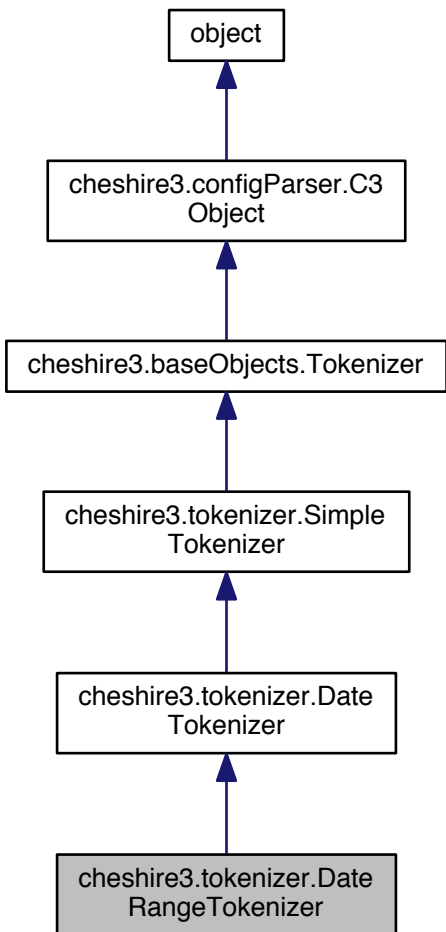 object
cheshire3.configParser.C3
Object
cheshire3.baseObjects.Tokenizer
cheshire3.tokenizer.Simple
Tokenizer
cheshire3.tokenizer.Date
Tokenizer
cheshire3.tokenizer.Date
RangeTokenizer